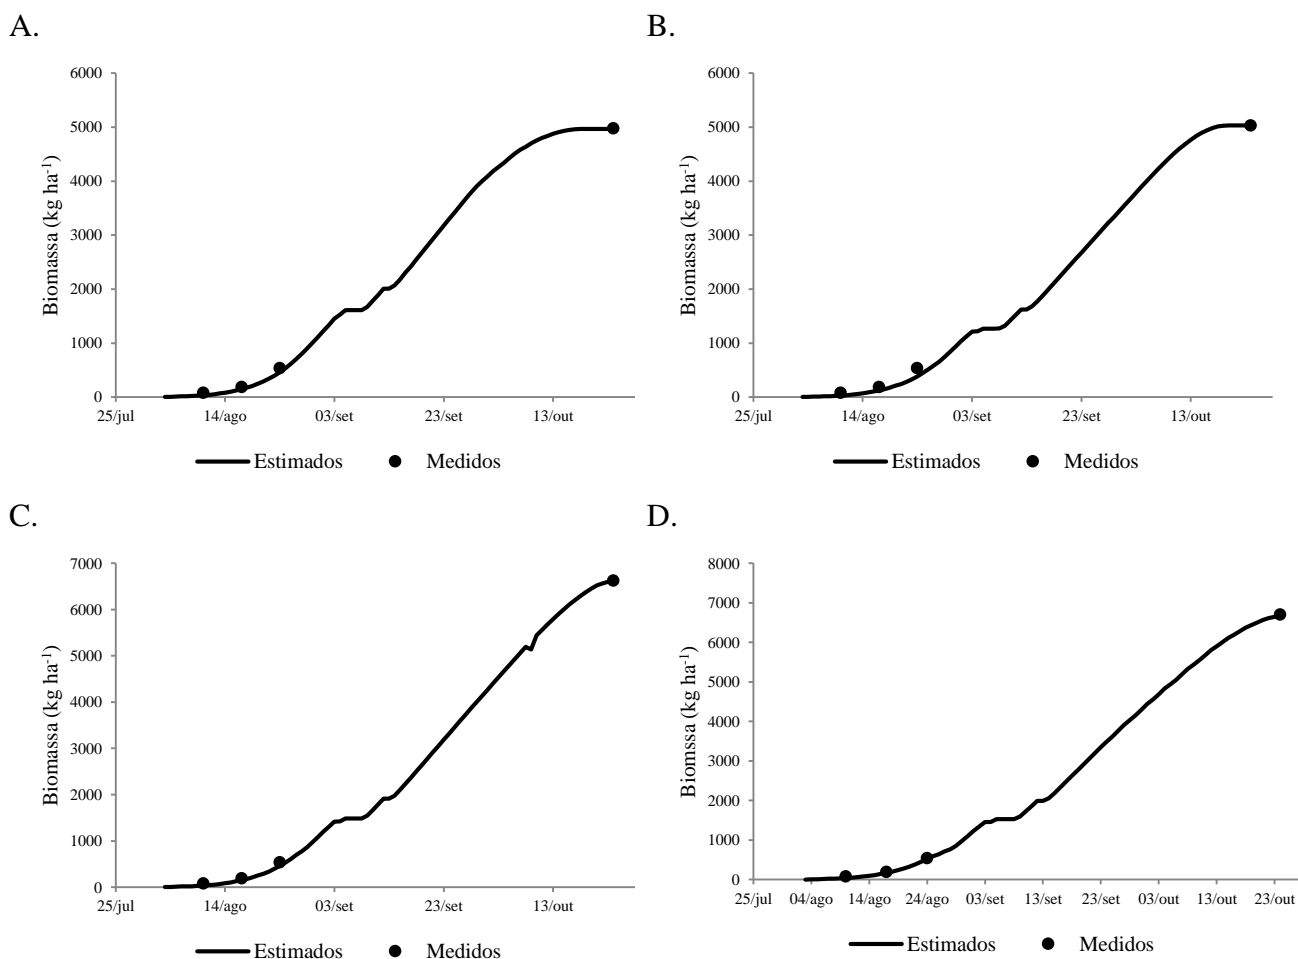 A.
6000
5000
4000
3000
2000
1000
0
Biomassa (kg ha-1)
25/jul 14/ago 03/set 23/set 13/out
Estimados Medidos
B.
6000
5000
4000
3000
2000
1000
0
Biomassa (kg ha-1)
25/jul 14/ago 03/set 23/set 13/out
Estimados Medidos
C.
7000
6000
5000
4000
3000
2000
1000
0
Biomassa (kg ha-1)
25/jul 14/ago 03/set 23/set 13/out
Estimados Medidos
D.
8000
7000
6000
5000
4000
3000
2000
1000
0
Biomssa (kg ha-1)
25/jul 04/ago 14/ago 24/ago 03/set 13/set 23/set 03/out 13/out 23/out
Estimados Medidos